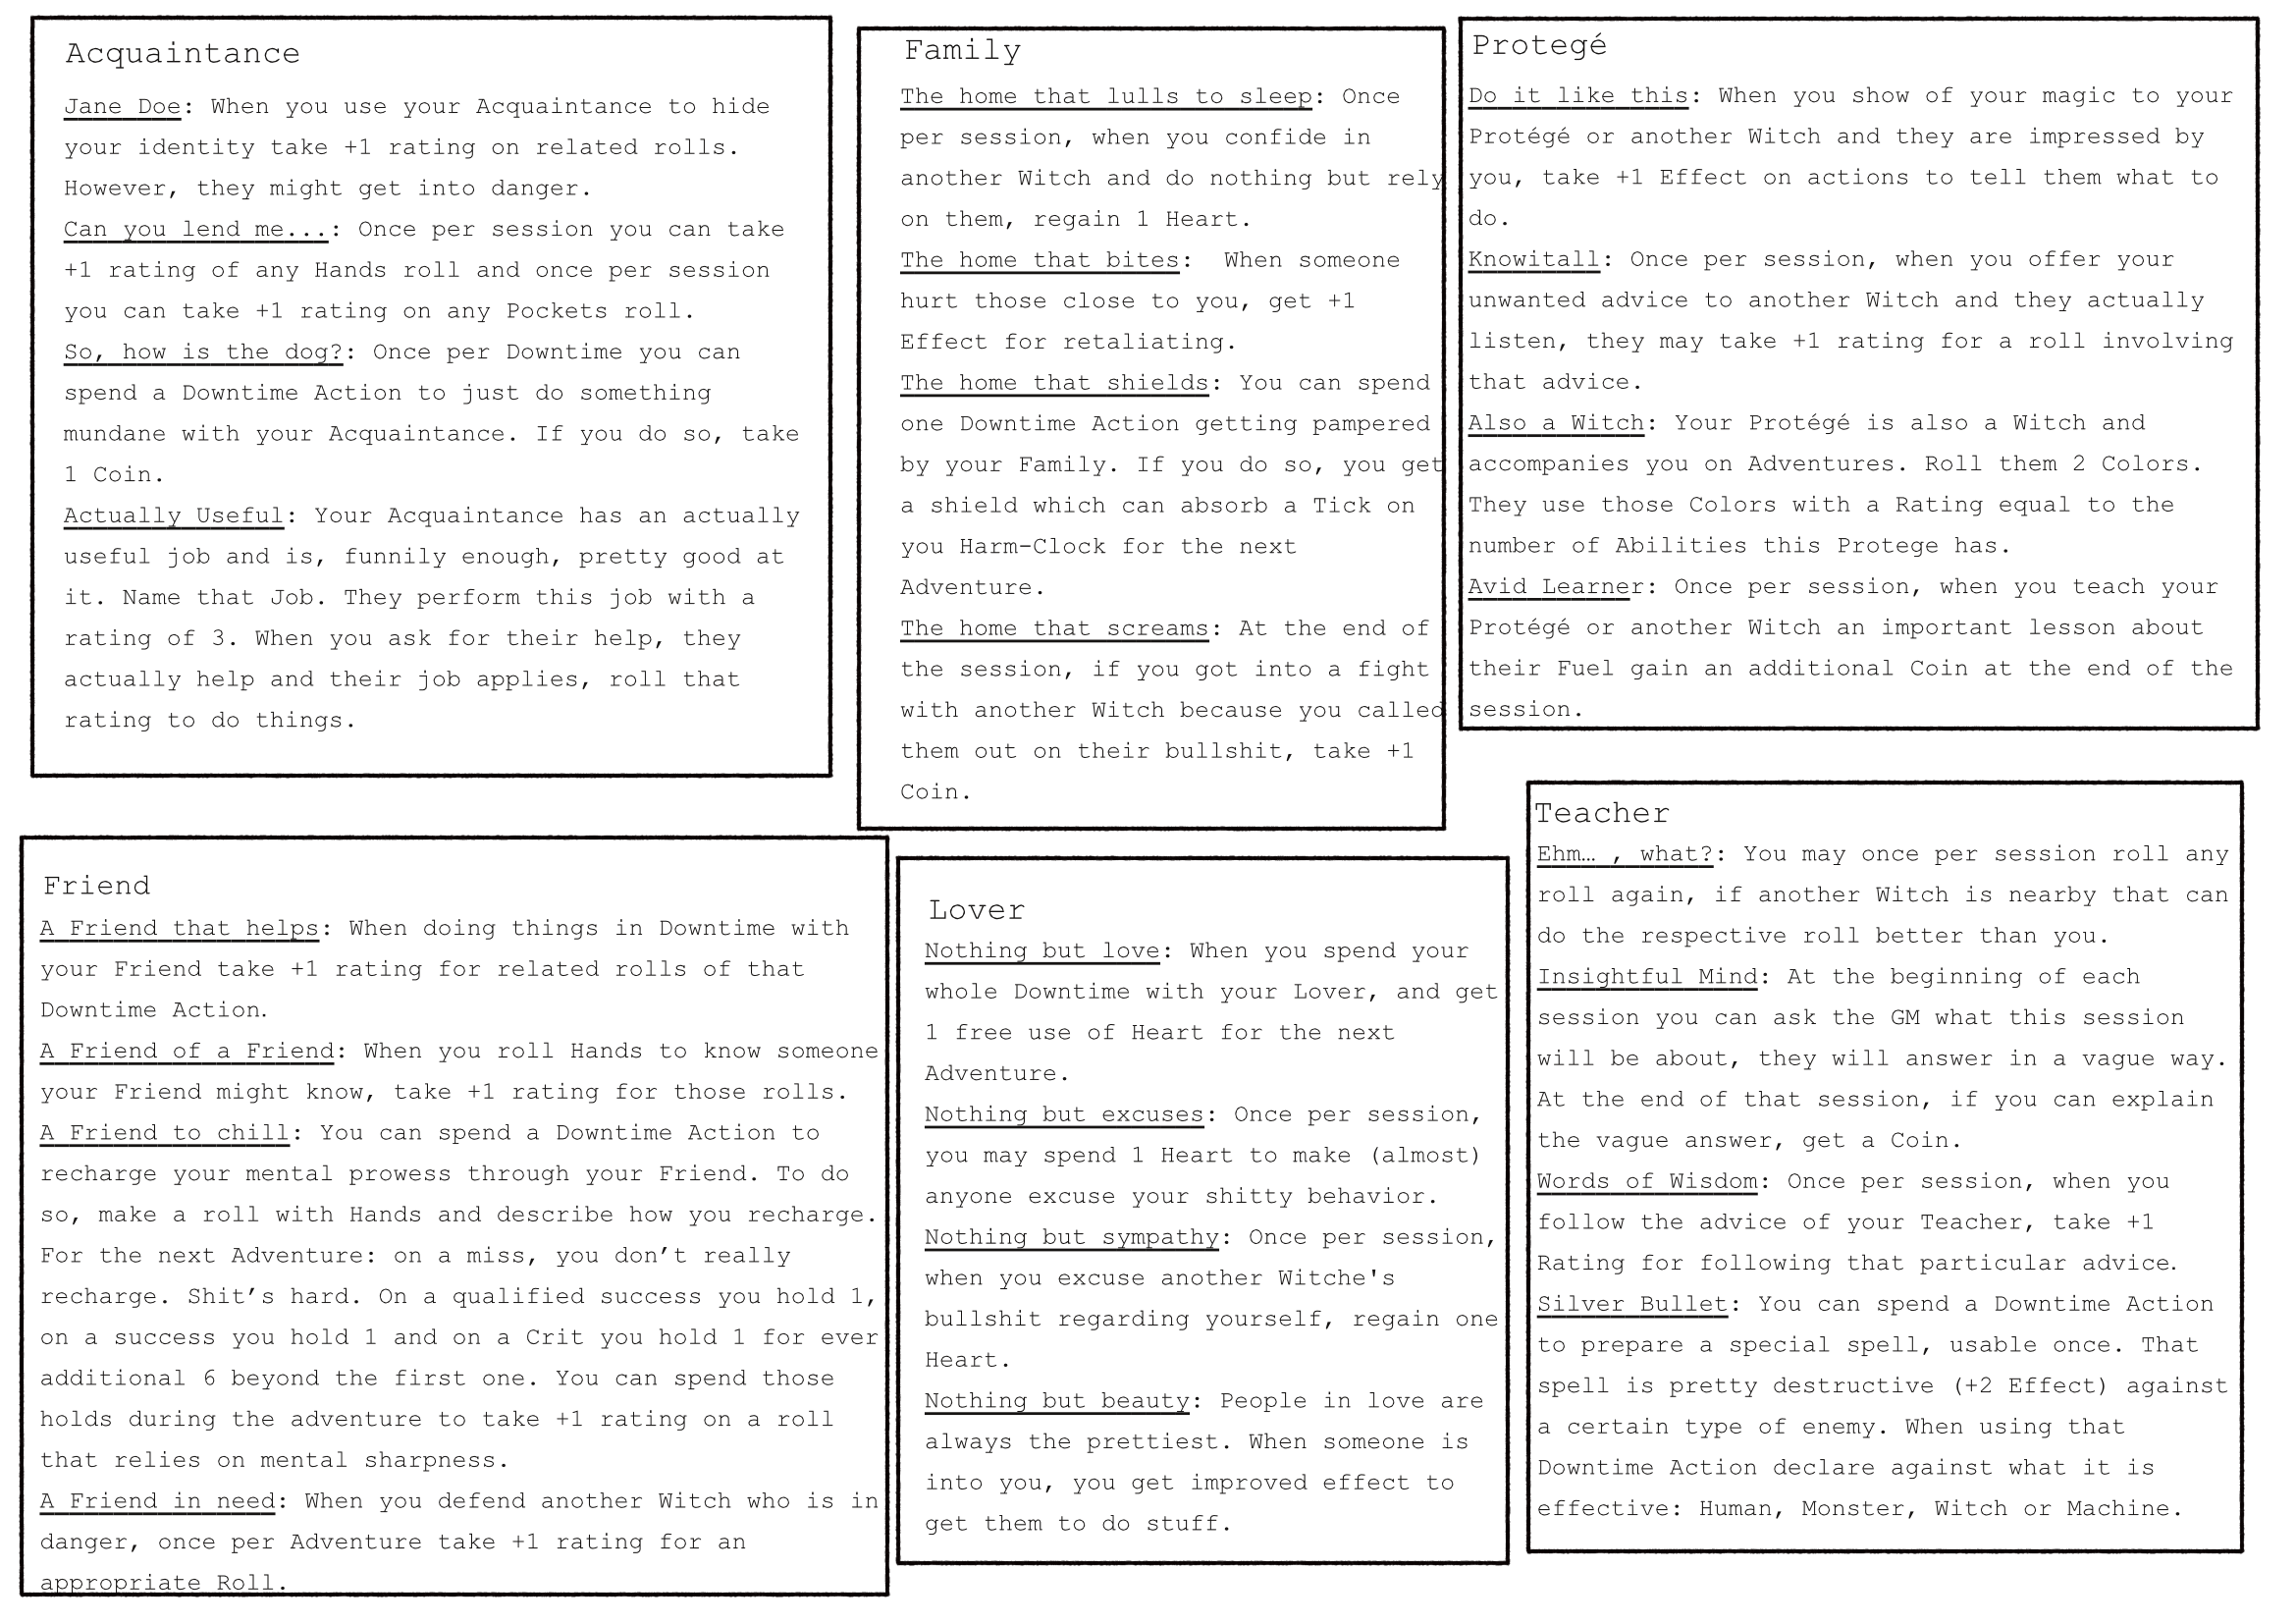 Acquaintance
Jane Doe: When you use your Acquaintance to hide
your identity take +1 rating on related rolls.
However, they might get into danger.
Can you lend me...: Once per session you can take
+1 rating of any Hands roll and once per session
you can take +1 rating on any Pockets roll.
So, how is the dog?: Once per Downtime you can
spend a Downtime Action to just do something
mundane with your Acquaintance. If you do so, take
1 Coin.
Actually Useful: Your Acquaintance has an actually
useful job and is, funnily enough, pretty good at
it. Name that Job. They perform this job with a
rating of 3. When you ask for their help, they
actually help and their job applies, roll that
rating to do things.
Family
The home that lulls to sleep: Once
per session, when you confide in
another Witch and do nothing but rely
on them, regain 1 Heart.
The home that bites:  When someone
hurt those close to you, get +1
Effect for retaliating.
The home that shields: You can spend
one Downtime Action getting pampered
by your Family. If you do so, you get
a shield which can absorb a Tick on
you Harm-Clock for the next
Adventure.
The home that screams: At the end of
the session, if you got into a fight
with another Witch because you called
them out on their bullshit, take +1
Coin.
Protegé
Do it like this: When you show of your magic to your
Protégé or another Witch and they are impressed by
you, take +1 Effect on actions to tell them what to
do.
Knowitall: Once per session, when you offer your
unwanted advice to another Witch and they actually
listen, they may take +1 rating for a roll involving
that advice.
Also a Witch: Your Protégé is also a Witch and
accompanies you on Adventures. Roll them 2 Colors.
They use those Colors with a Rating equal to the
number of Abilities this Protege has.
Avid Learner: Once per session, when you teach your
Protégé or another Witch an important lesson about
their Fuel gain an additional Coin at the end of the
session.
Friend
A Friend that helps: When doing things in Downtime with
your Friend take +1 rating for related rolls of that
Downtime Action.
A Friend of a Friend: When you roll Hands to know someone
your Friend might know, take +1 rating for those rolls.
A Friend to chill: You can spend a Downtime Action to
recharge your mental prowess through your Friend. To do
so, make a roll with Hands and describe how you recharge.
For the next Adventure: on a miss, you don’t really
recharge. Shit’s hard. On a qualified success you hold 1,
on a success you hold 1 and on a Crit you hold 1 for ever
additional 6 beyond the first one. You can spend those
holds during the adventure to take +1 rating on a roll
that relies on mental sharpness.
A Friend in need: When you defend another Witch who is in
danger, once per Adventure take +1 rating for an
appropriate Roll.
Lover
Nothing but love: When you spend your
whole Downtime with your Lover, and get
1 free use of Heart for the next
Adventure.
Nothing but excuses: Once per session,
you may spend 1 Heart to make (almost)
anyone excuse your shitty behavior.
Nothing but sympathy: Once per session,
when you excuse another Witche's
bullshit regarding yourself, regain one
Heart.
Nothing but beauty: People in love are
always the prettiest. When someone is
into you, you get improved effect to
get them to do stuff.
Teacher
Ehm… , what?: You may once per session roll any
roll again, if another Witch is nearby that can
do the respective roll better than you.
Insightful Mind: At the beginning of each
session you can ask the GM what this session
will be about, they will answer in a vague way.
At the end of that session, if you can explain
the vague answer, get a Coin.
Words of Wisdom: Once per session, when you
follow the advice of your Teacher, take +1
Rating for following that particular advice.
Silver Bullet: You can spend a Downtime Action
to prepare a special spell, usable once. That
spell is pretty destructive (+2 Effect) against
a certain type of enemy. When using that
Downtime Action declare against what it is
effective: Human, Monster, Witch or Machine.